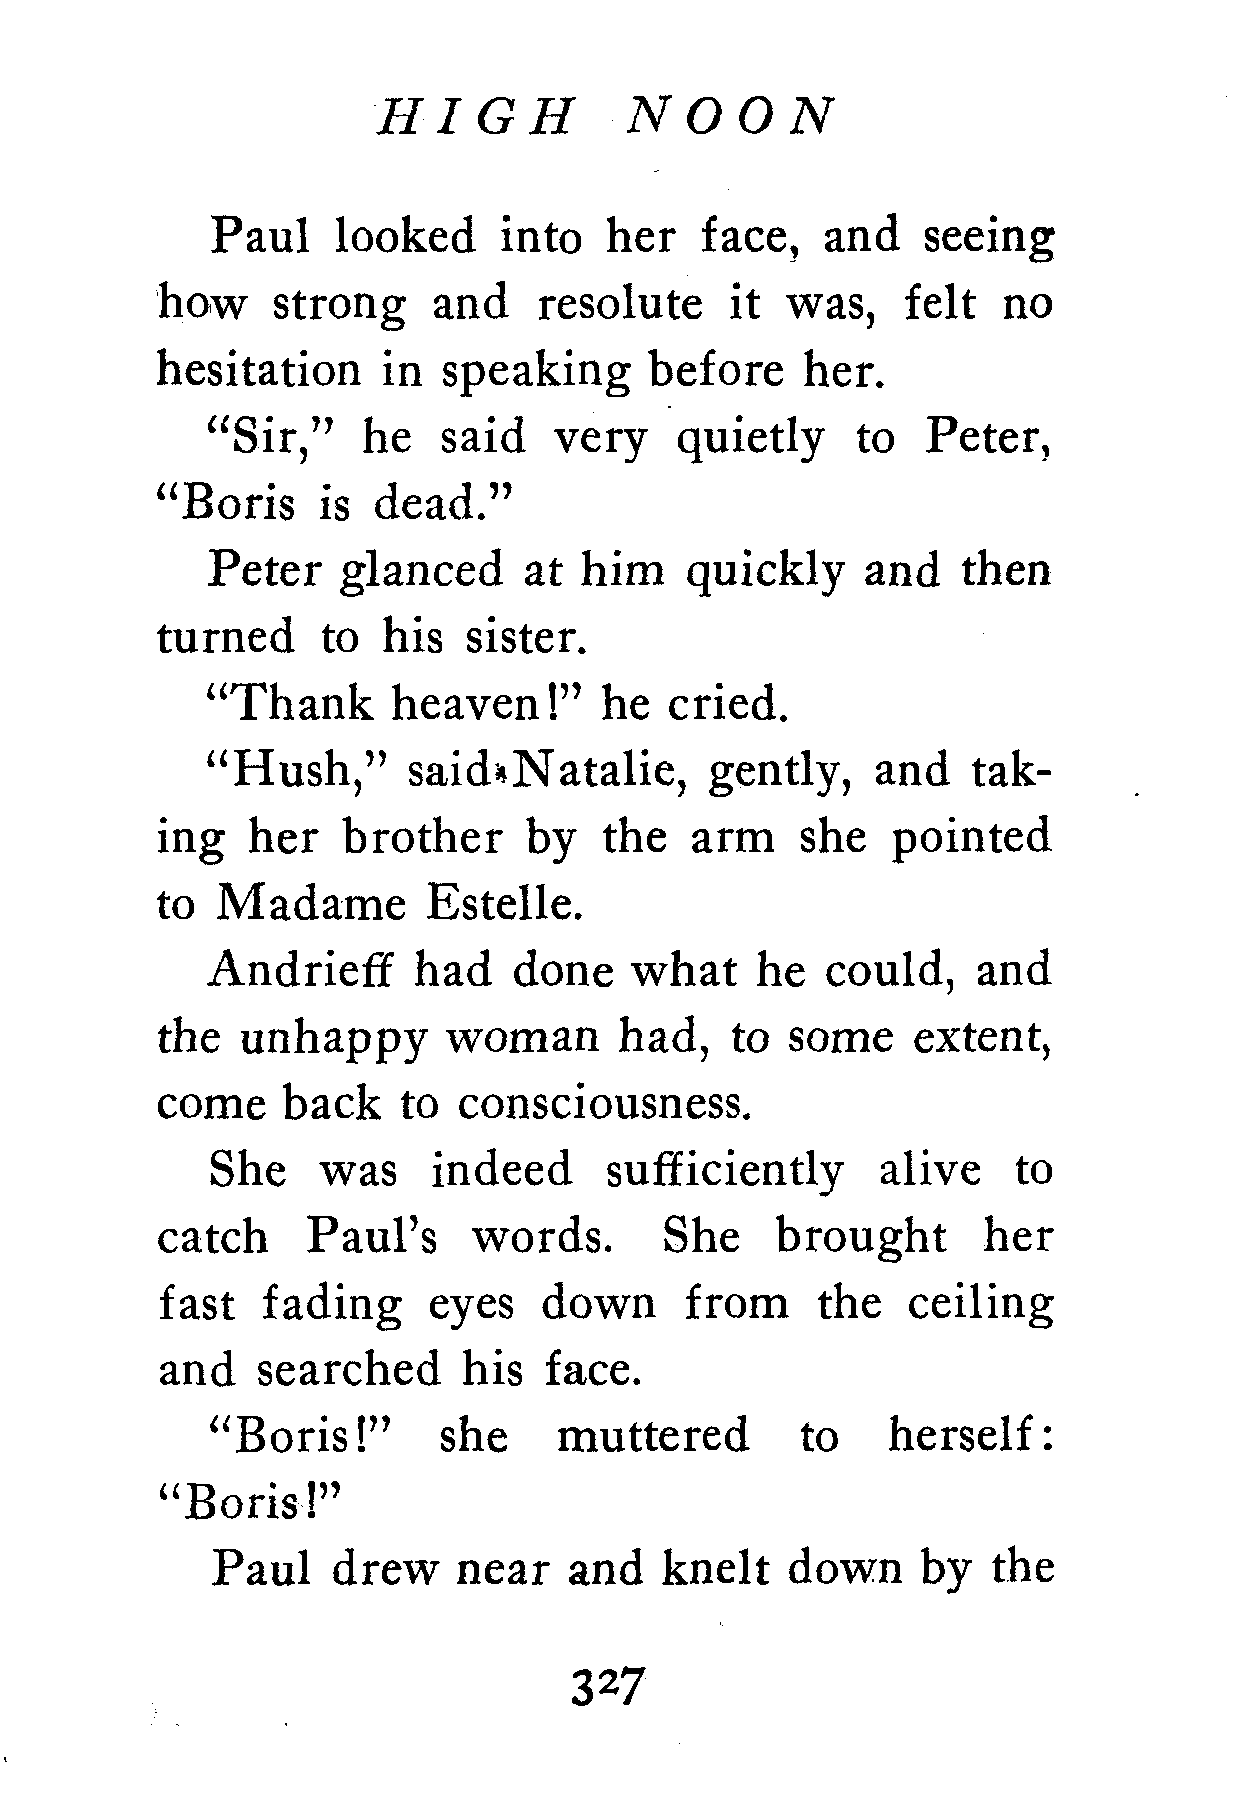 HIGH NOON
Paul looked into her face, and seeing
how strong and resolute it was, felt no
hesitation in speaking before her.
“Sir,” he said very quietly to Peter,
“Boris is dead.”
Peter glanced at him quickly and then
turned to his sister.
“Thank heaven!” he cried.
“Hush,” said Natalie, gently, and tak-
ing her brother by the arm she pointed
to Madame Estelle.
Andrieff had done what he could, and
the unhappy woman had, to some extent,
come back to consciousness.
She was indeed sufficiently alive to
catch Paul’s words. She brought her
fast fading eyes down from the ceiling
and searched his face.
“Boris!” she muttered to herself:
“Boris!”
Paul drew near and knelt down by the
327